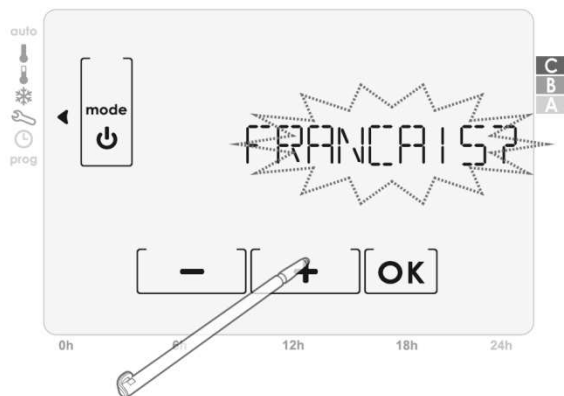 auto
C
B
A
mode
FRANCAIS?
prog
− + OK
0h 6h 12h 18h 24h